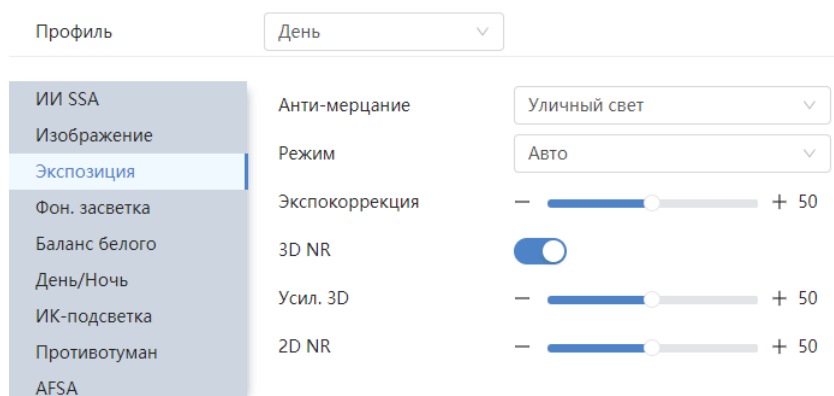 Профиль День
ИИ SSA
Изображение
Экспозиция
Фон. засветка
Баланс белого
День/Ночь
ИК-подсветка
Противотуман
AFSA
Анти-мерцание Уличный свет
Режим Авто
Экспокоррекция − + 50
3D NR
Усил. 3D − + 50
2D NR − + 50